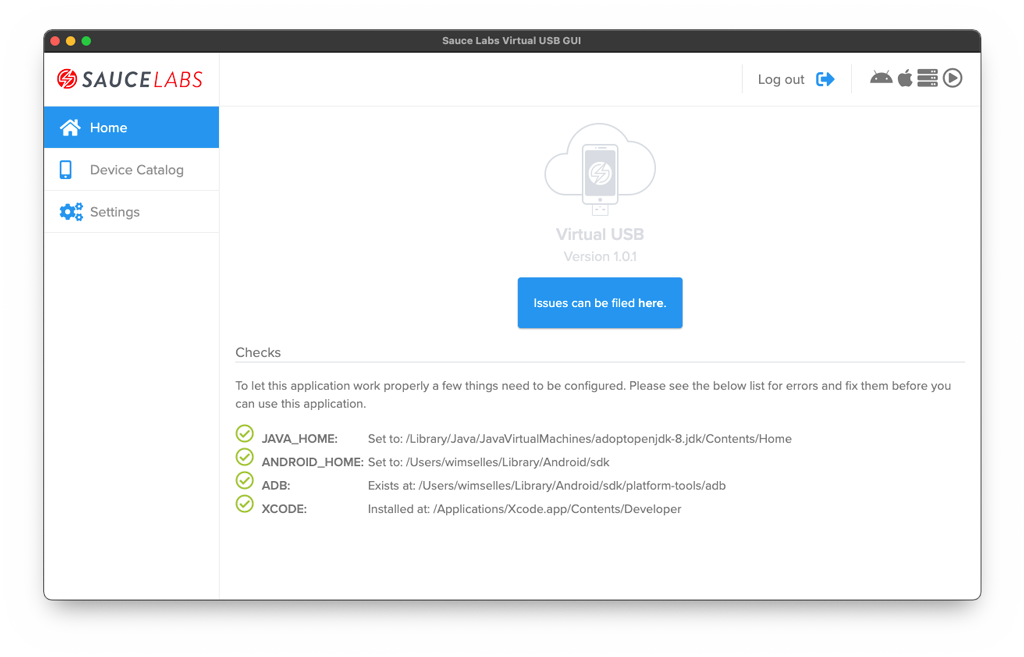 Sauce Labs Virtual USB GUI
SAUCELABS
Log out
Home
Device Catalog
Settings
Virtual USB
Version 1.0.1
Issues can be filed here.
Checks
To let this application work properly a few things need to be configured. Please see the below list for errors and fix them before you
can use this application.
JAVA_HOME: Set to: /Library/Java/JavaVirtualMachines/adoptopenjdk-8.jdk/Contents/Home
ANDROID_HOME: Set to: /Users/wimselles/Library/Android/sdk
ADB: Exists at: /Users/wimselles/Library/Android/sdk/platform-tools/adb
XCODE: Installed at: /Applications/Xcode.app/Contents/Developer